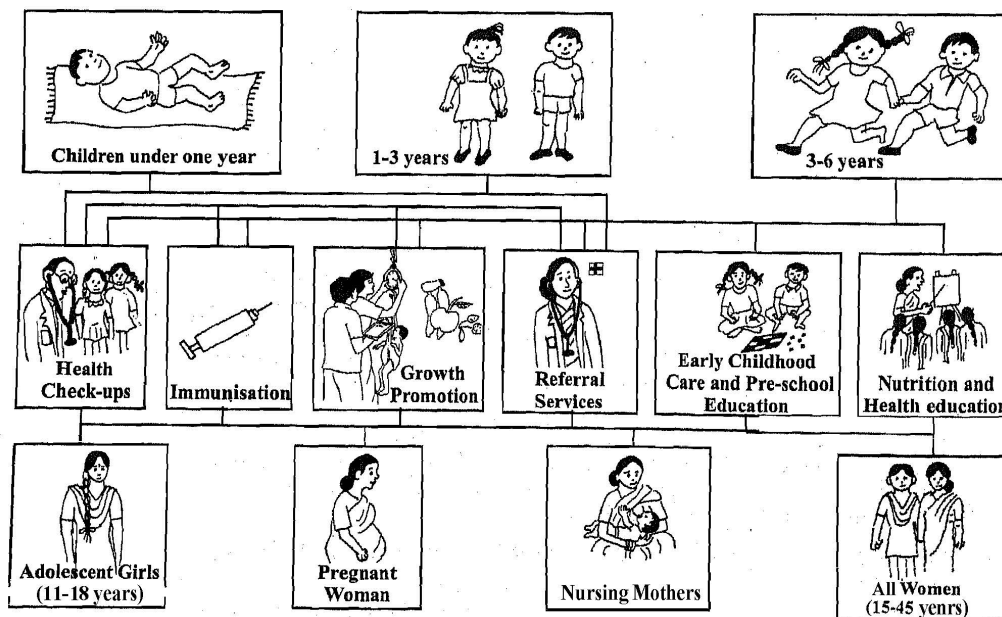 Children under one year
1-3 years
3-6 years
Health
Check-ups
Immunisation
Growth
Promotion
Referral
Services
Early Childhood
Care and Pre-school
Education
Nutrition and
Health education
Adolescent Girls
(11-18 years)
Pregnant
Woman
Nursing Mothers
All Women
(15-45 yenrs)